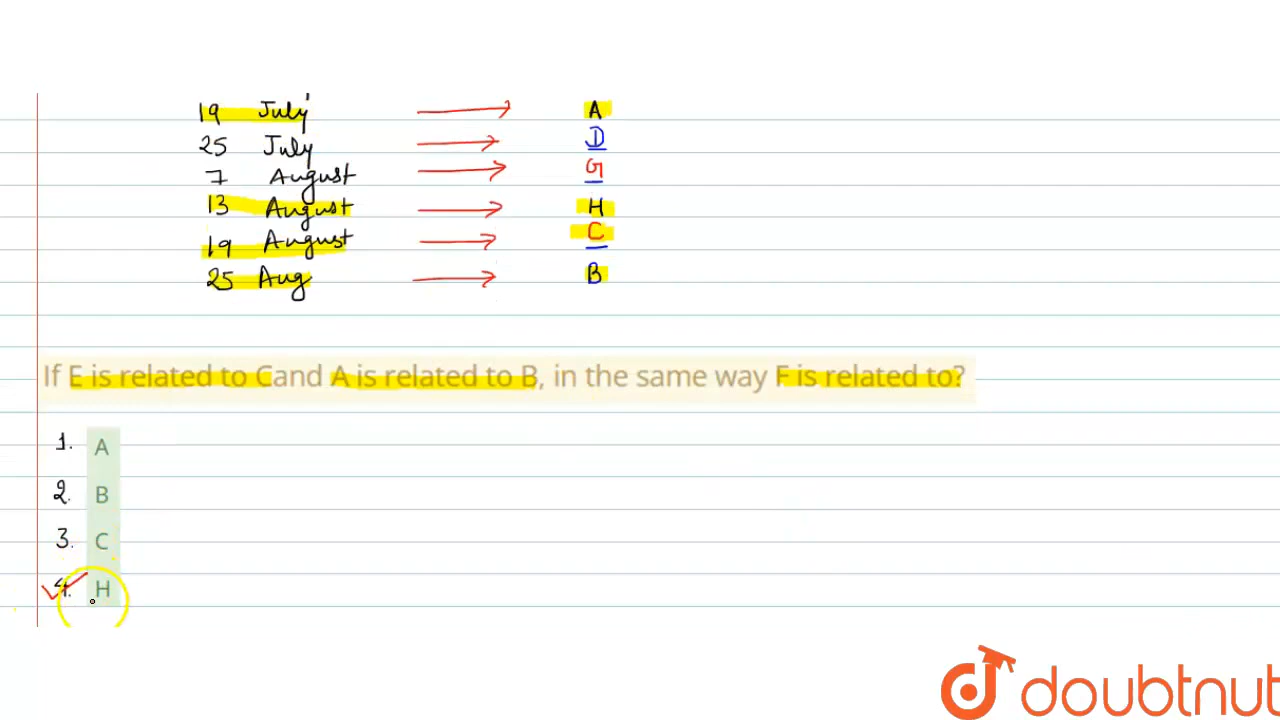 19 July → A
25 July → D
7 August → G
13 August → H
19 August → C
25 Aug → B
If E is related to Cand A is related to B, in the same way F is related to?
1. A
2. B
3. C
4. H
doubtnut